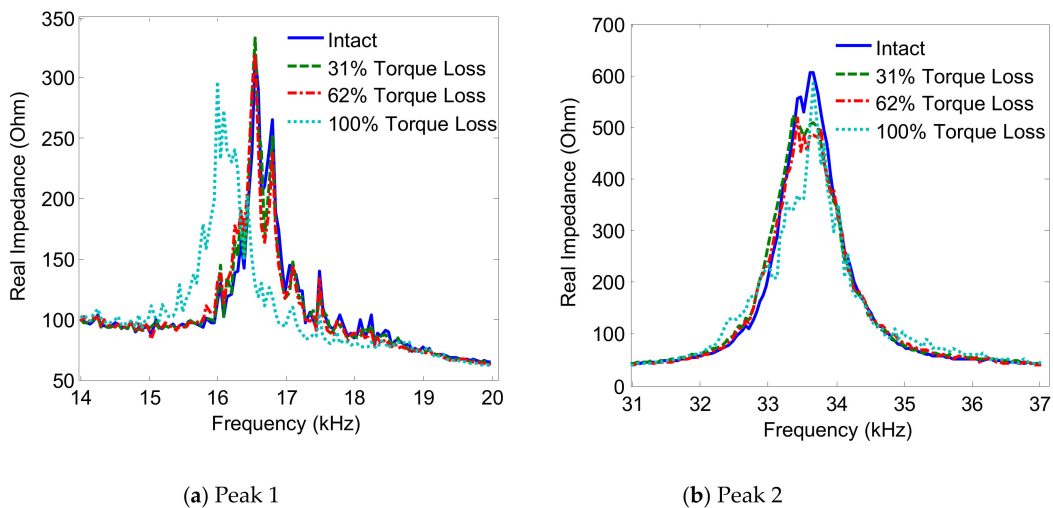 350
300
250
200
150
100
50
Real Impedance (Ohm)
Intact
31% Torque Loss
62% Torque Loss
100% Torque Loss
14 15 16 17 18 19 20
Frequency (kHz)
(a) Peak 1
700
600
500
400
300
200
100
0
Real Impedance (Ohm)
Intact
31% Torque Loss
62% Torque Loss
100% Torque Loss
31 32 33 34 35 36 37
Frequency (kHz)
(b) Peak 2